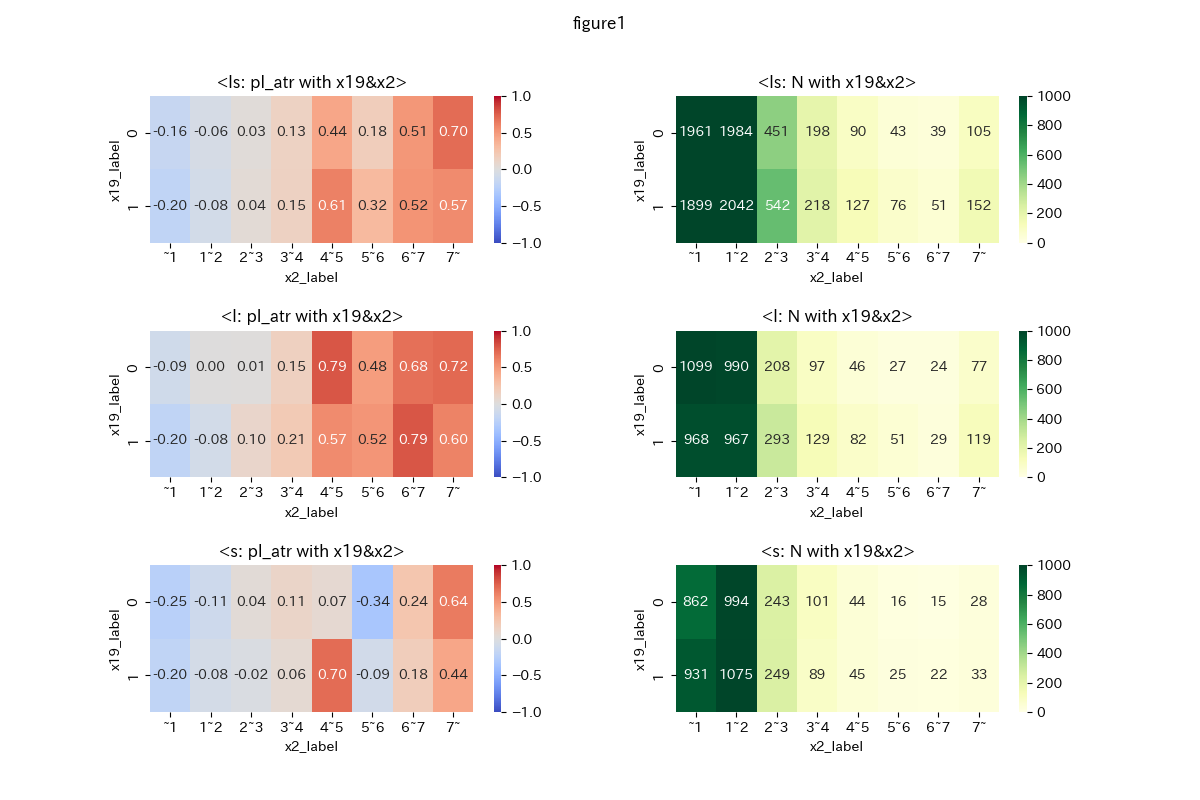 figure1
<ls: pl_atr with x19&x2>
x19_label
0
-0.16 -0.06 0.03 0.13 0.44 0.18 0.51 0.70
1
-0.20 -0.08 0.04 0.15 0.61 0.32 0.52 0.57
~1 1~2 2~3 3~4 4~5 5~6 6~7 7~
x2_label
1.0
0.5
0.0
−0.5
−1.0
<ls: N with x19&x2>
x19_label
0
1961 1984 451 198 90 43 39 105
1
1899 2042 542 218 127 76 51 152
~1 1~2 2~3 3~4 4~5 5~6 6~7 7~
x2_label
1000
800
600
400
200
0
<l: pl_atr with x19&x2>
x19_label
0
-0.09 0.00 0.01 0.15 0.79 0.48 0.68 0.72
1
-0.20 -0.08 0.10 0.21 0.57 0.52 0.79 0.60
~1 1~2 2~3 3~4 4~5 5~6 6~7 7~
x2_label
1.0
0.5
0.0
−0.5
−1.0
<l: N with x19&x2>
x19_label
0
1099 990 208 97 46 27 24 77
1
968 967 293 129 82 51 29 119
~1 1~2 2~3 3~4 4~5 5~6 6~7 7~
x2_label
1000
800
600
400
200
0
<s: pl_atr with x19&x2>
x19_label
0
-0.25 -0.11 0.04 0.11 0.07 -0.34 0.24 0.64
1
-0.20 -0.08 -0.02 0.06 0.70 -0.09 0.18 0.44
~1 1~2 2~3 3~4 4~5 5~6 6~7 7~
x2_label
1.0
0.5
0.0
−0.5
−1.0
<s: N with x19&x2>
x19_label
0
862 994 243 101 44 16 15 28
1
931 1075 249 89 45 25 22 33
~1 1~2 2~3 3~4 4~5 5~6 6~7 7~
x2_label
1000
800
600
400
200
0